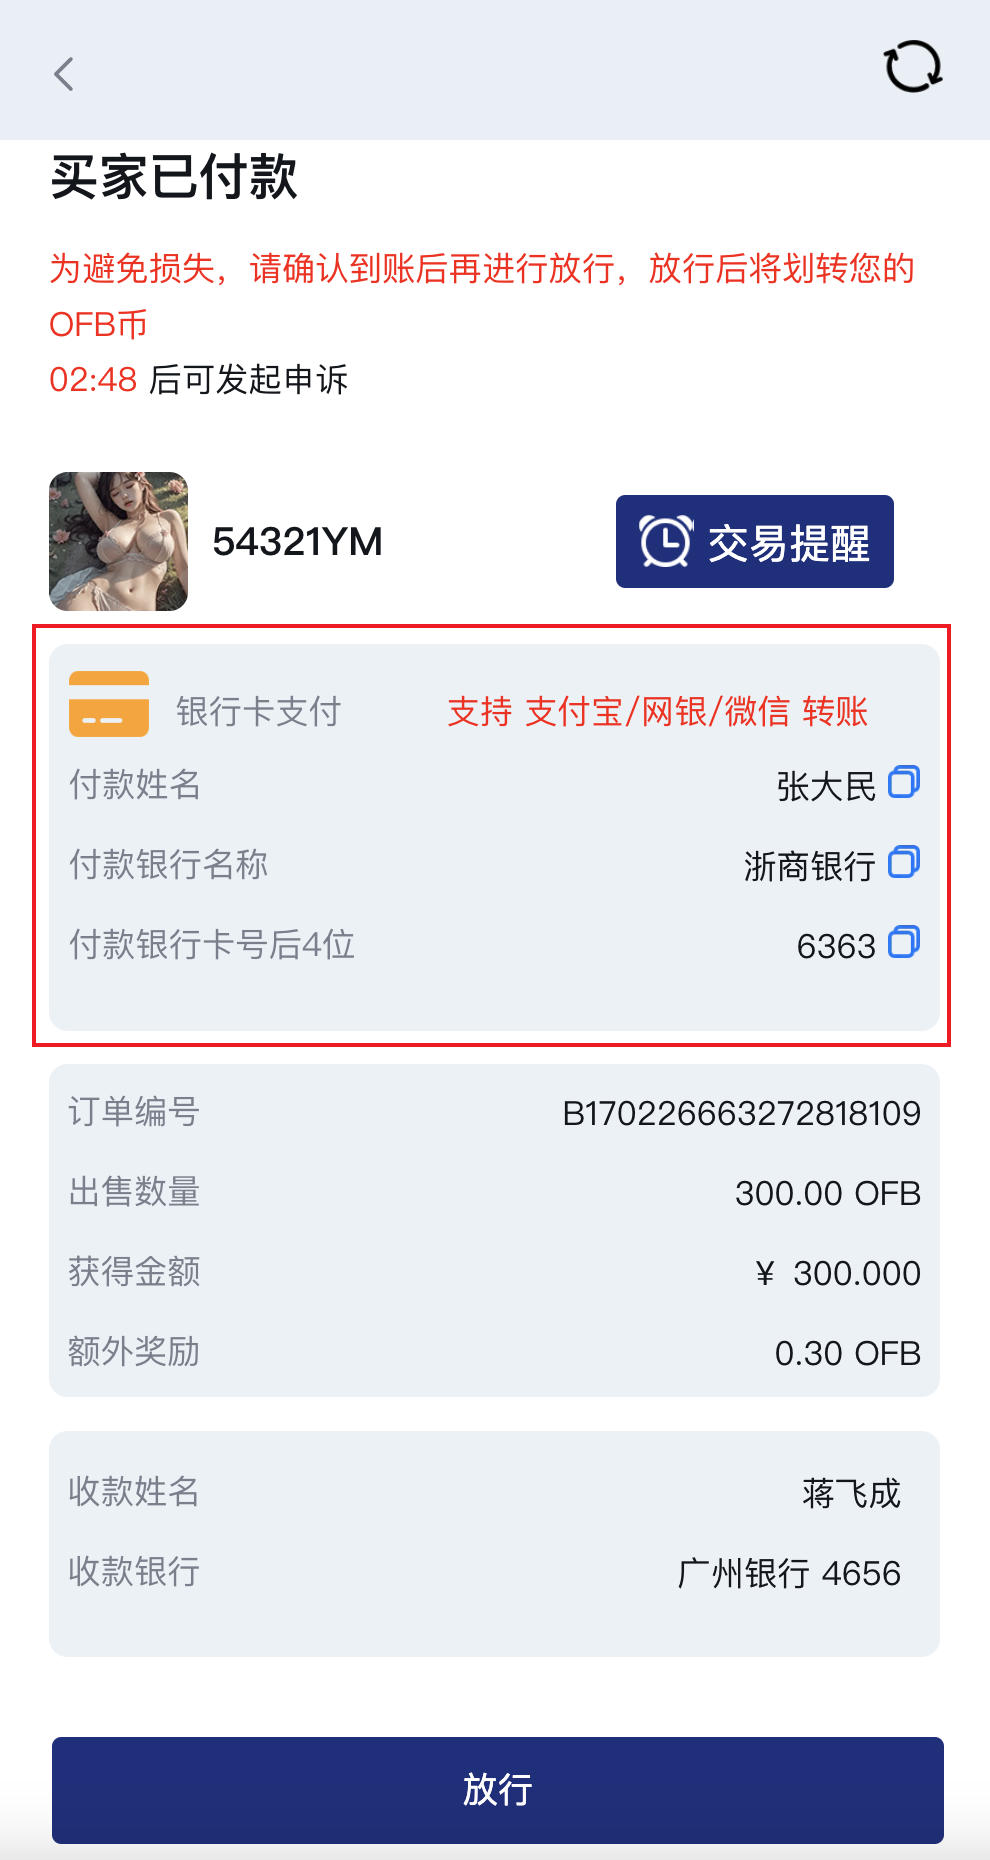 买家已付款
为避免损失，请确认到账后再进行放行，放行后将划转您的
OFB币
02:48 后可发起申诉
54321YM
交易提醒
银行卡支付 支持 支付宝/网银/微信 转账
付款姓名 张大民
付款银行名称 浙商银行
付款银行卡号后4位 6363
订单编号 B170226663272818109
出售数量 300.00 OFB
获得金额 ¥ 300.000
额外奖励 0.30 OFB
收款姓名 蒋飞成
收款银行 广州银行 4656
放行